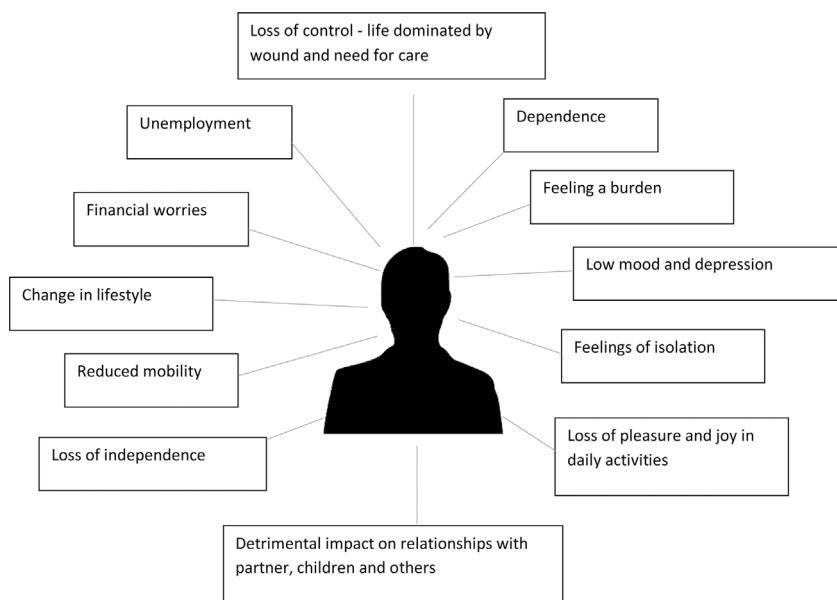 Loss of control - life dominated by
wound and need for care
Unemployment
Dependence
Financial worries
Feeling a burden
Change in lifestyle
Low mood and depression
Reduced mobility
Feelings of isolation
Loss of independence
Loss of pleasure and joy in
daily activities
Detrimental impact on relationships with
partner, children and others